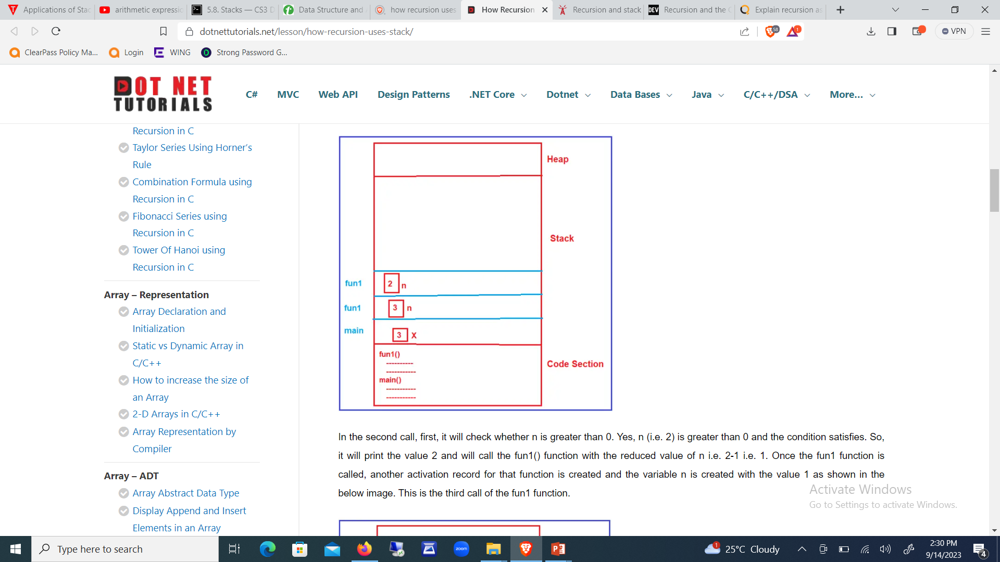 Applications of Stac
arithmetic expressic
5.8. Stacks — CS3 D
Data Structure and
how recursion uses
How Recursion
Recursion and stack
DEV Recursion and the
Explain recursion as
dotnettutorials.net/lesson/how-recursion-uses-stack/
58
1
VPN
ClearPass Policy Ma...
Login
WING
Strong Password G...
DOT NET
TUTORIALS
C#
MVC
Web API
Design Patterns
.NET Core
Dotnet
Data Bases
Java
C/C++/DSA
More...
Recursion in C
Taylor Series Using Horner's
Rule
Combination Formula using
Recursion in C
Fibonacci Series using
Recursion in C
Tower Of Hanoi using
Recursion in C
Array – Representation
Array Declaration and
Initialization
Static vs Dynamic Array in
C/C++
How to increase the size of
an Array
2-D Arrays in C/C++
Array Representation by
Compiler
Array – ADT
Array Abstract Data Type
Display Append and Insert
Elements in an Array
Heap
Stack
fun1 2 n
fun1 3 n
main 3 X
fun1()
-----------
-----------
Code Section
main()
-----------
-----------
In the second call, first, it will check whether n is greater than 0. Yes, n (i.e. 2) is greater than 0 and the condition satisfies. So,
it will print the value 2 and will call the fun1() function with the reduced value of n i.e. 2-1 i.e. 1. Once the fun1 function is
called, another activation record for that function is created and the variable n is created with the value 1 as shown in the
below image. This is the third call of the fun1 function.
Activate Windows
Go to Settings to activate Windows.
Type here to search
zoom
1
25°C Cloudy
2:30 PM
9/14/2023
4